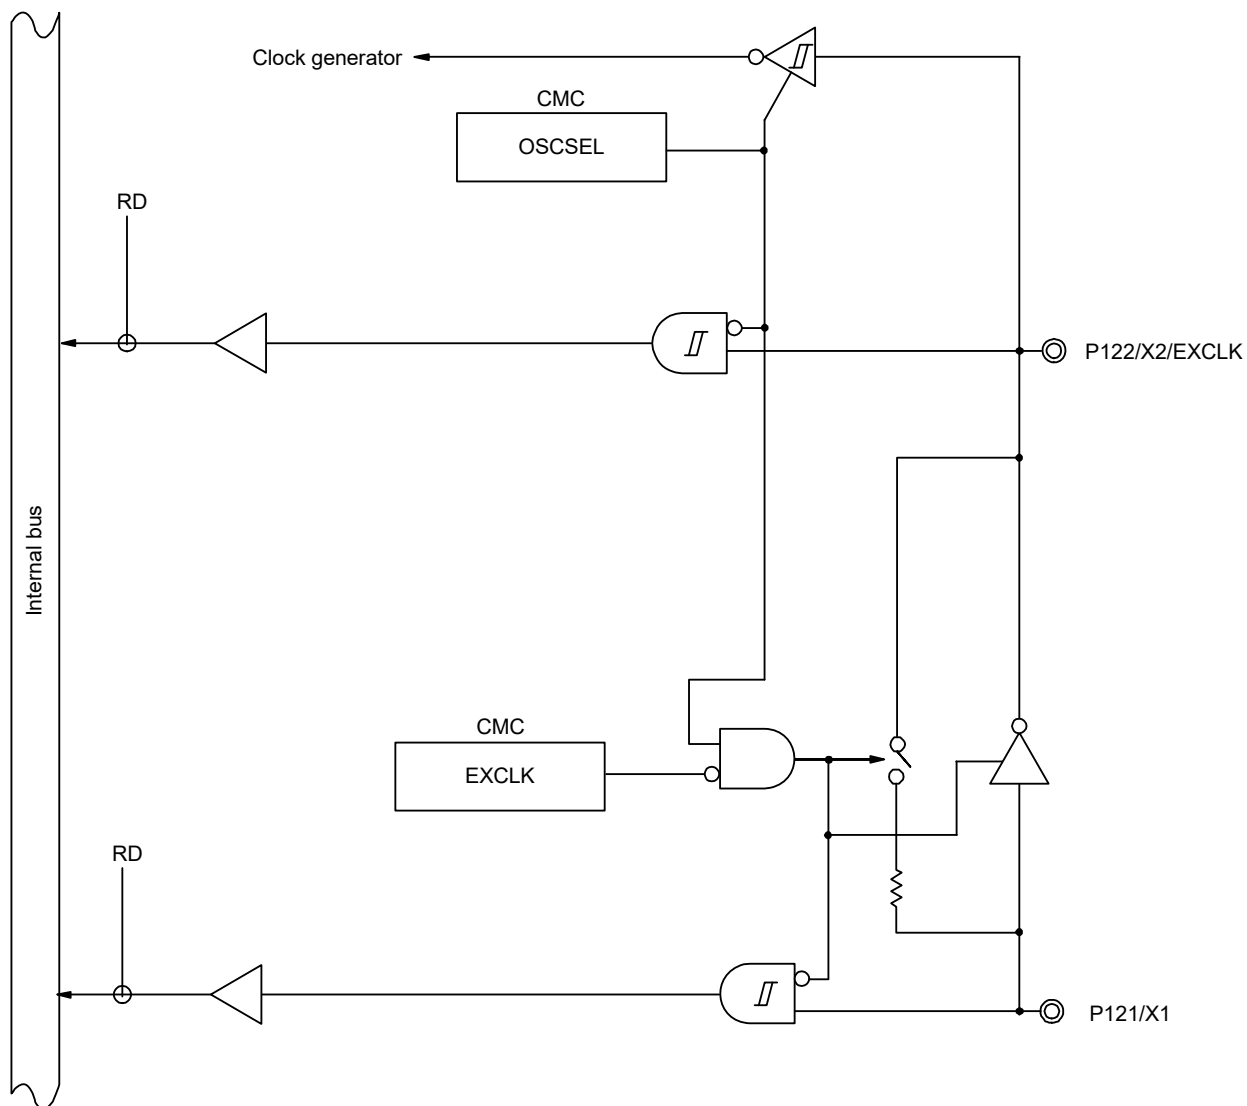 Clock generator
CMC
OSCSEL
RD
P122/X2/EXCLK
Internal bus
CMC
EXCLK
RD
P121/X1